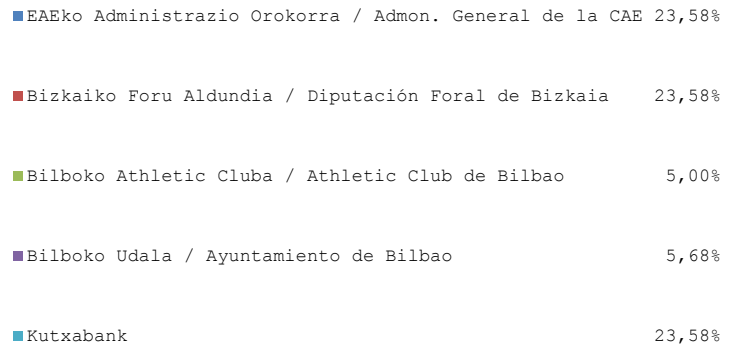 EAEko Administrazio Orokorra / Admon. General de la CAE 23,58%
Bizkaiko Foru Aldundia / Diputación Foral de Bizkaia 23,58%
Bilboko Athletic Cluba / Athletic Club de Bilbao 5,00%
Bilboko Udala / Ayuntamiento de Bilbao 5,68%
Kutxabank 23,58%